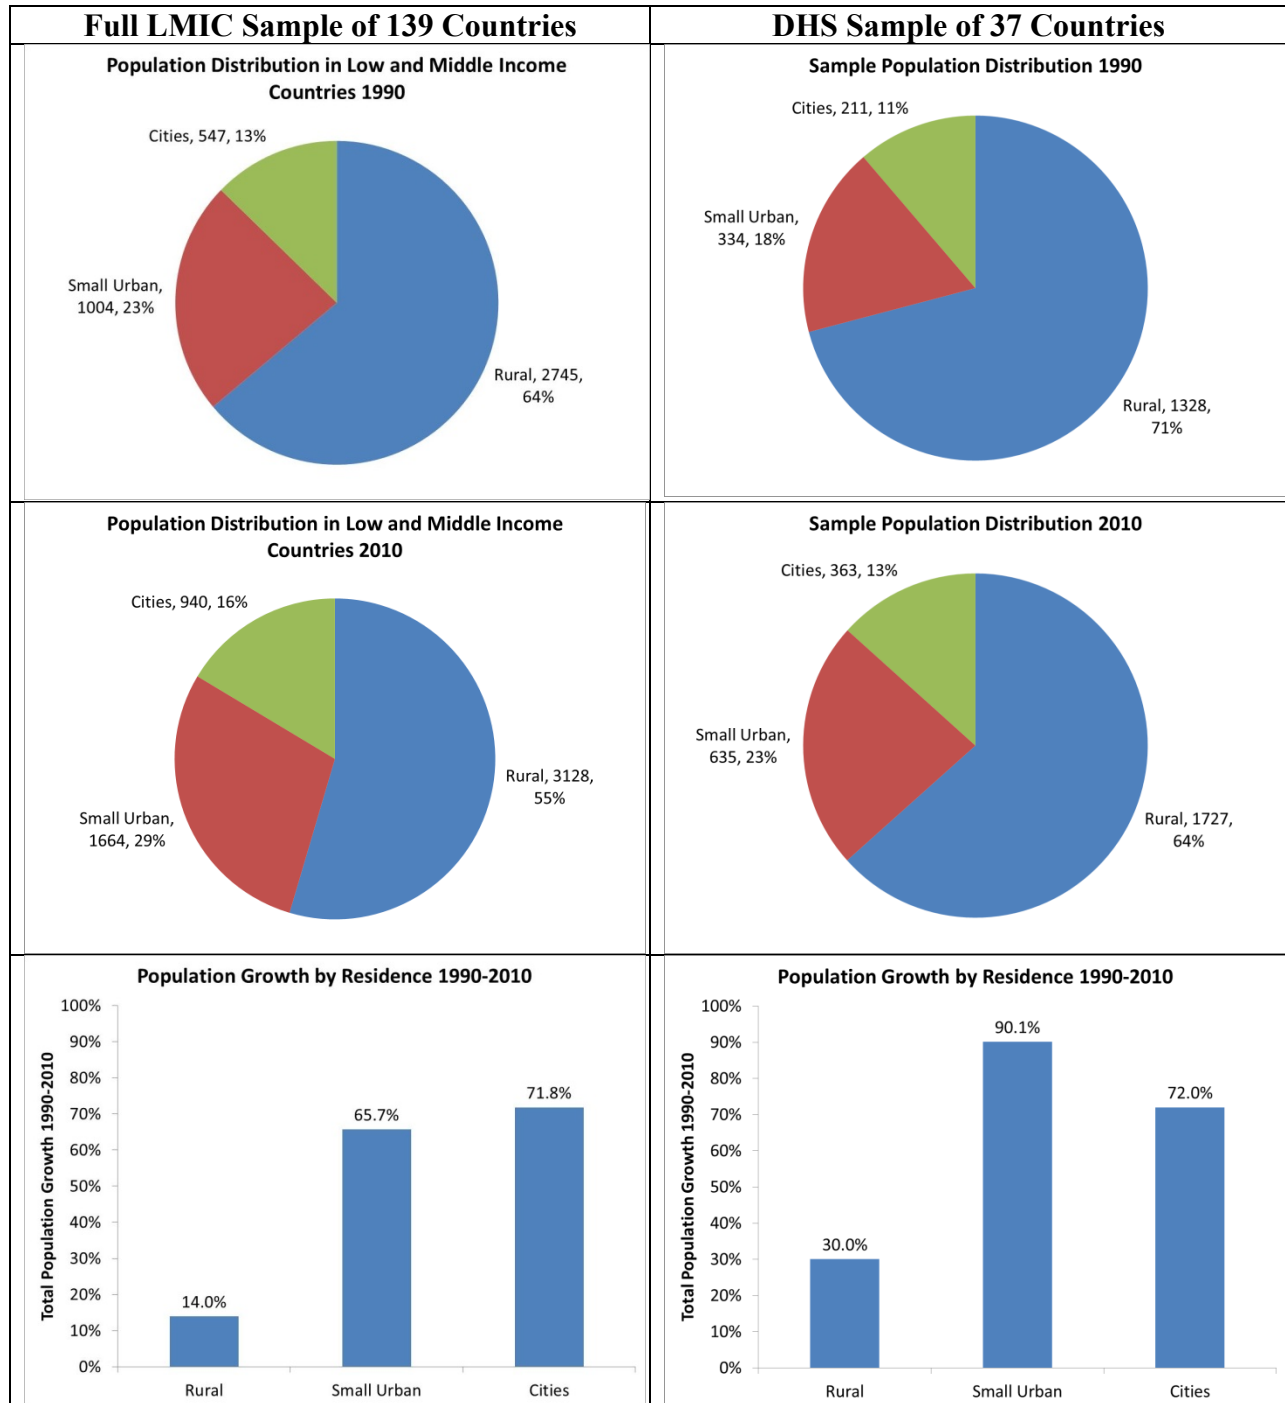 Full LMIC Sample of 139 Countries
DHS Sample of 37 Countries
Population Distribution in Low and Middle Income
Countries 1990
Cities, 547, 13%
Small Urban,
1004, 23%
Rural, 2745,
64%
Sample Population Distribution 1990
Cities, 211, 11%
Small Urban,
334, 18%
Rural, 1328,
71%
Population Distribution in Low and Middle Income
Countries 2010
Cities, 940, 16%
Small Urban,
1664, 29%
Rural, 3128,
55%
Sample Population Distribution 2010
Cities, 363, 13%
Small Urban,
635, 23%
Rural, 1727,
64%
Population Growth by Residence 1990-2010
Total Population Growth 1990-2010
100%
90%
80%
70%
60%
50%
40%
30%
20%
10%
0%
14.0%
65.7%
71.8%
Rural
Small Urban
Cities
Population Growth by Residence 1990-2010
Total Population Growth 1990-2010
100%
90%
80%
70%
60%
50%
40%
30%
20%
10%
0%
30.0%
90.1%
72.0%
Rural
Small Urban
Cities